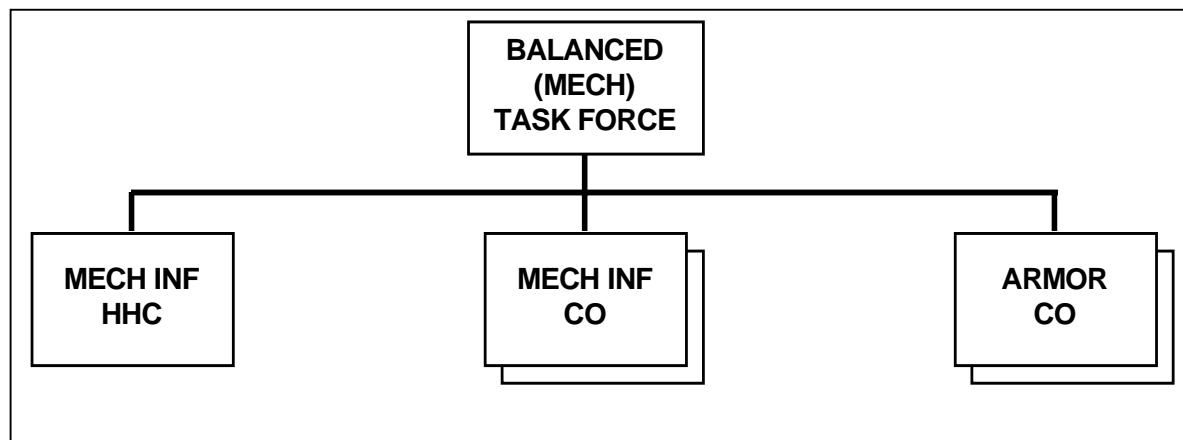 BALANCED
(MECH)
TASK FORCE
MECH INF
HHC
MECH INF
CO
ARMOR
CO